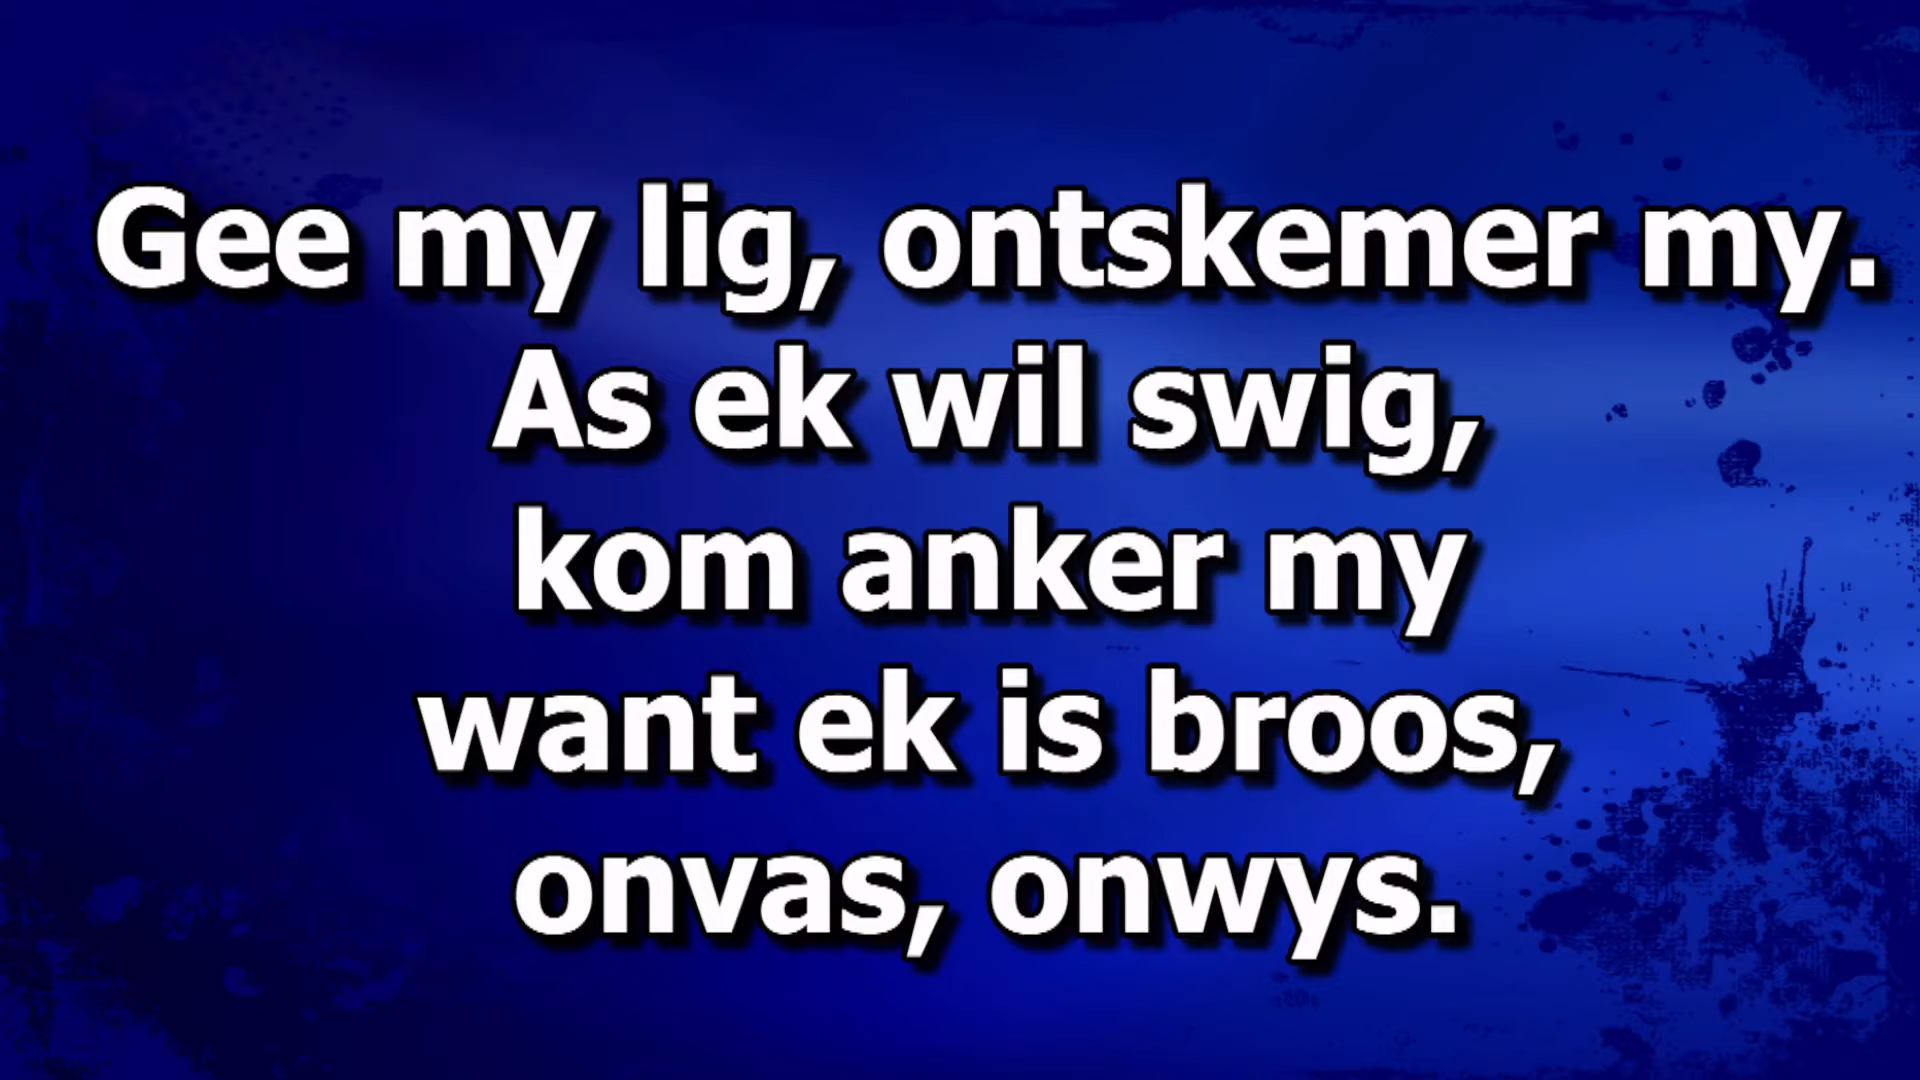 Gee my lig, ontskemer my.
As ek wil swig,
kom anker my
want ek is broos,
onvas, onwys.